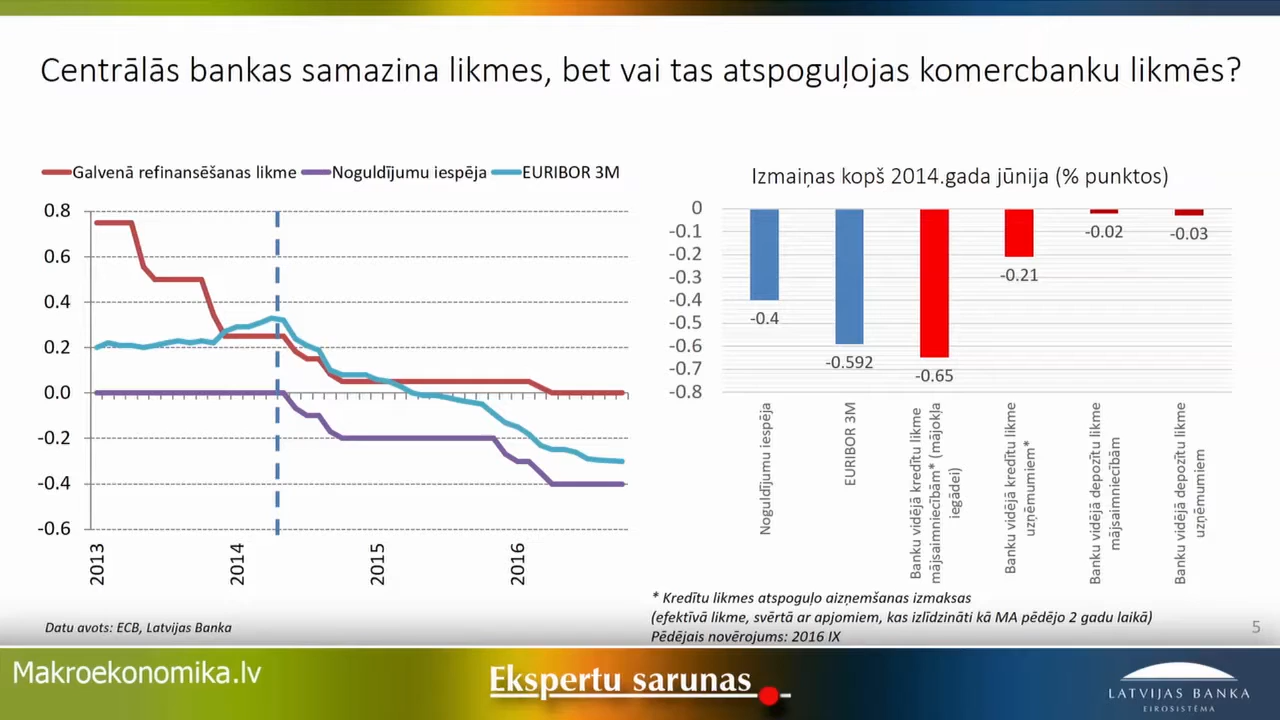 Centrālās bankas samazina likmes, bet vai tas atspoguļojas komercbanku likmēs?
Galvenā refinansēšanas likme
Noguldījumu iespēja
EURIBOR 3M
0.8
0.6
0.4
0.2
0.0
-0.2
-0.4
-0.6
2013
2014
2015
2016
Datu avots: ECB, Latvijas Banka
Izmaiņas kopš 2014.gada jūnija (% punktos)
0
-0.1
-0.2
-0.3
-0.4
-0.5
-0.6
-0.7
-0.8
-0.4
-0.592
-0.65
-0.21
-0.02
-0.03
Noguldījumu iespēja
EURIBOR 3M
Banku vidējā kredītu likme
mājsaimniecībām* (mājokļa
iegādei)
Banku vidējā kredītu likme
uzņēmumiem*
Banku vidējā depozītu likme
mājsaimniecībām
Banku vidējā depozītu likme
uzņēmumiem
* Kredītu likmes atspoguļo aizņemšanas izmaksas
(efektīvā likme, svērtā ar apjomiem, kas izlīdzināti kā MA pēdējo 2 gadu laikā)
Pēdējais novērojums: 2016 IX
5
Makroekonomika.lv
Ekspertu sarunas
LATVIJAS BANKA
EIROSISTĒMA